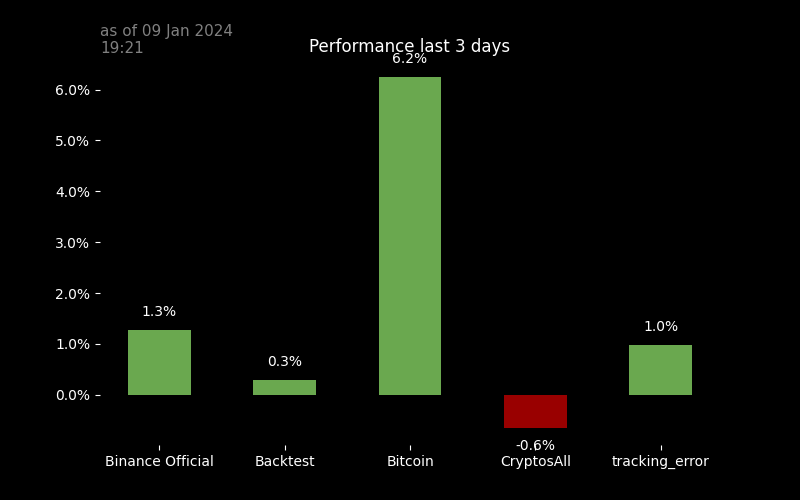 as of 09 Jan 2024
19:21
Performance last 3 days
6.2%
6.0%
5.0%
4.0%
3.0%
2.0%
1.0%
0.0%
1.3%
0.3%
1.0%
-0.6%
Binance Official
Backtest
Bitcoin
CryptosAll
tracking_error